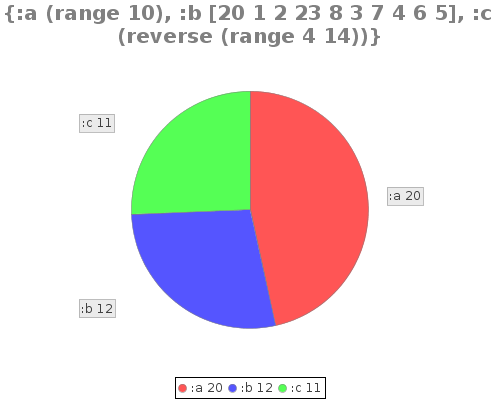 {:a (range 10), :b [20 1 2 23 8 3 7 4 6 5], :c
(reverse (range 4 14))}
:c 11
:a 20
:b 12
:a 20 :b 12 :c 11